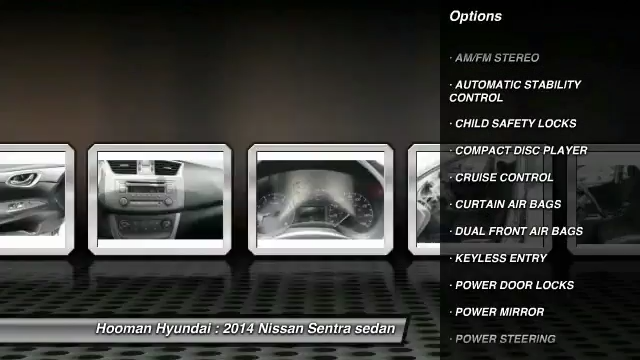 Options
· AM/FM STEREO
· AUTOMATIC STABILITY
CONTROL
· CHILD SAFETY LOCKS
· COMPACT DISC PLAYER
· CRUISE CONTROL
· CURTAIN AIR BAGS
· DUAL FRONT AIR BAGS
· KEYLESS ENTRY
· POWER DOOR LOCKS
· POWER MIRROR
· POWER STEERING
Hooman Hyundai : 2014 Nissan Sentra sedan